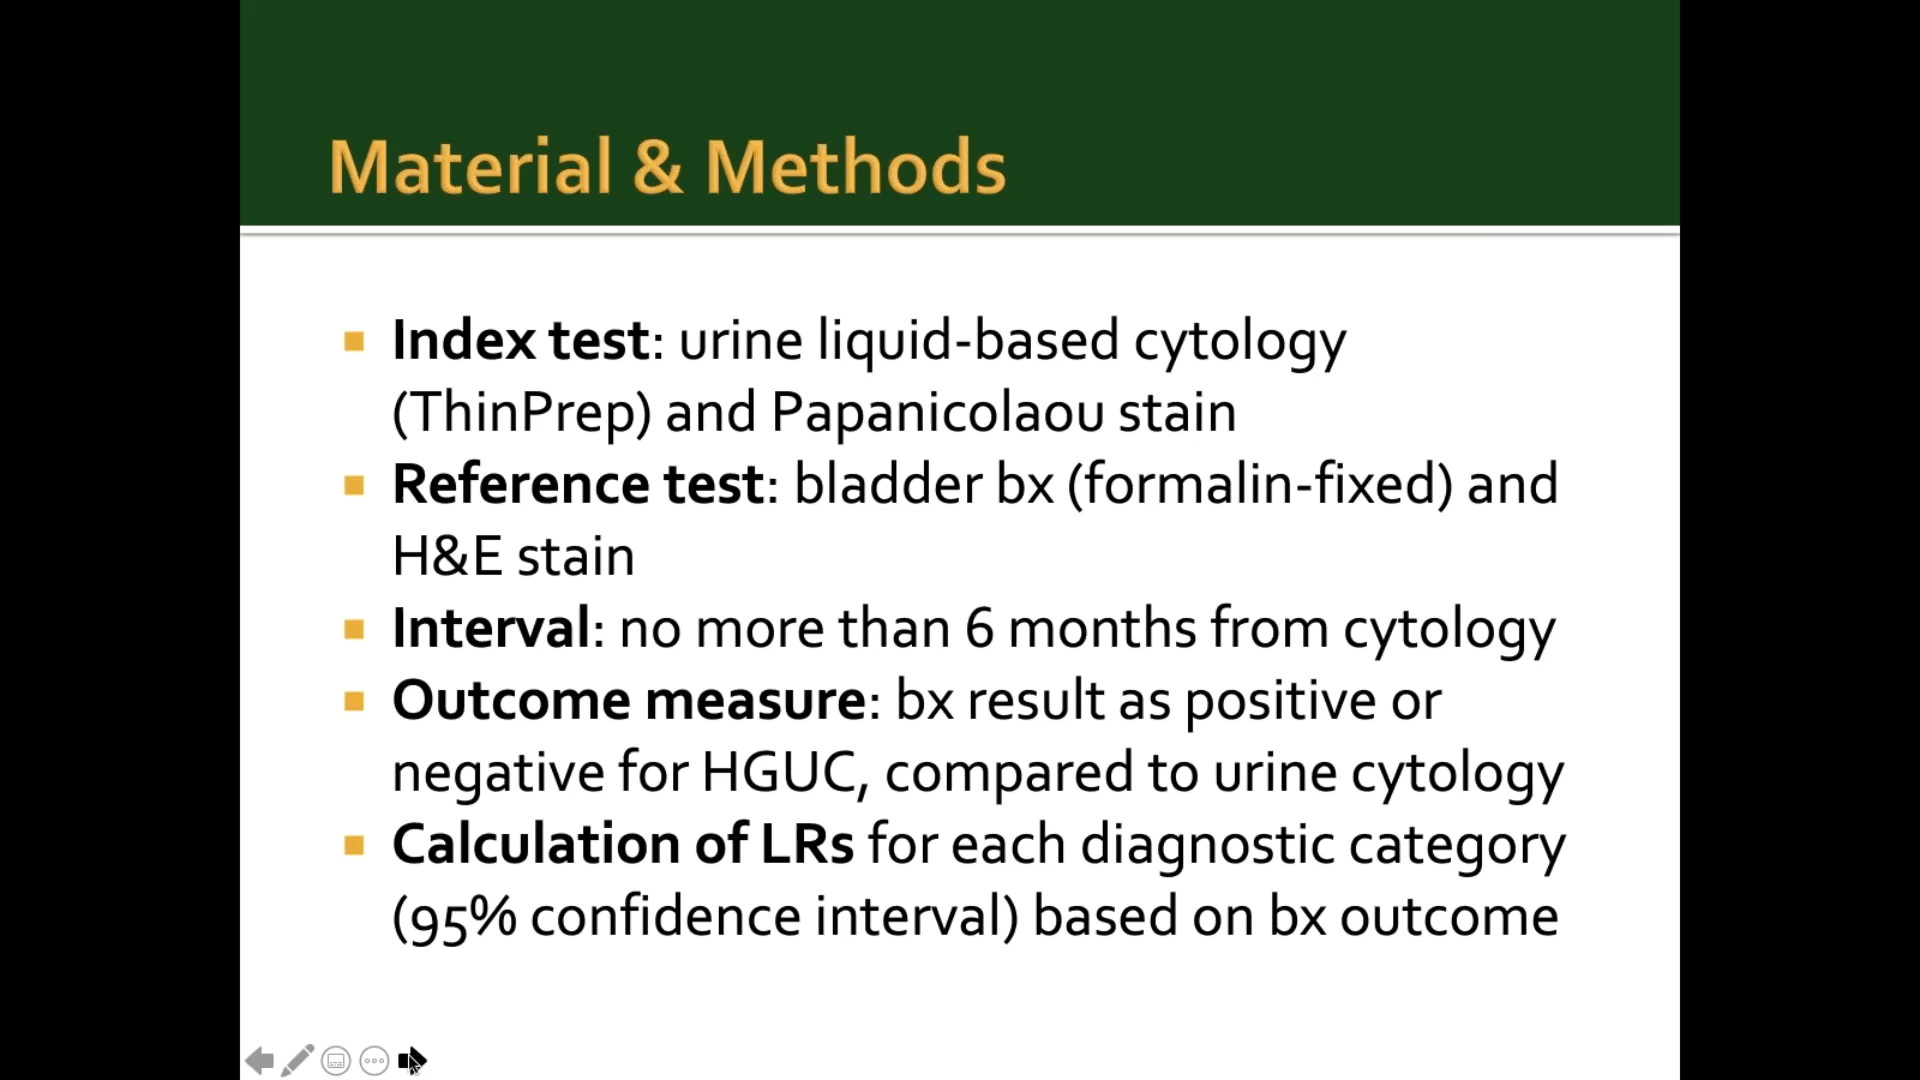 Material & Methods
Index test: urine liquid-based cytology
(ThinPrep) and Papanicolaou stain
Reference test: bladder bx (formalin-fixed) and
H&E stain
Interval: no more than 6 months from cytology
Outcome measure: bx result as positive or
negative for HGUC, compared to urine cytology
Calculation of LRs for each diagnostic category
(95% confidence interval) based on bx outcome